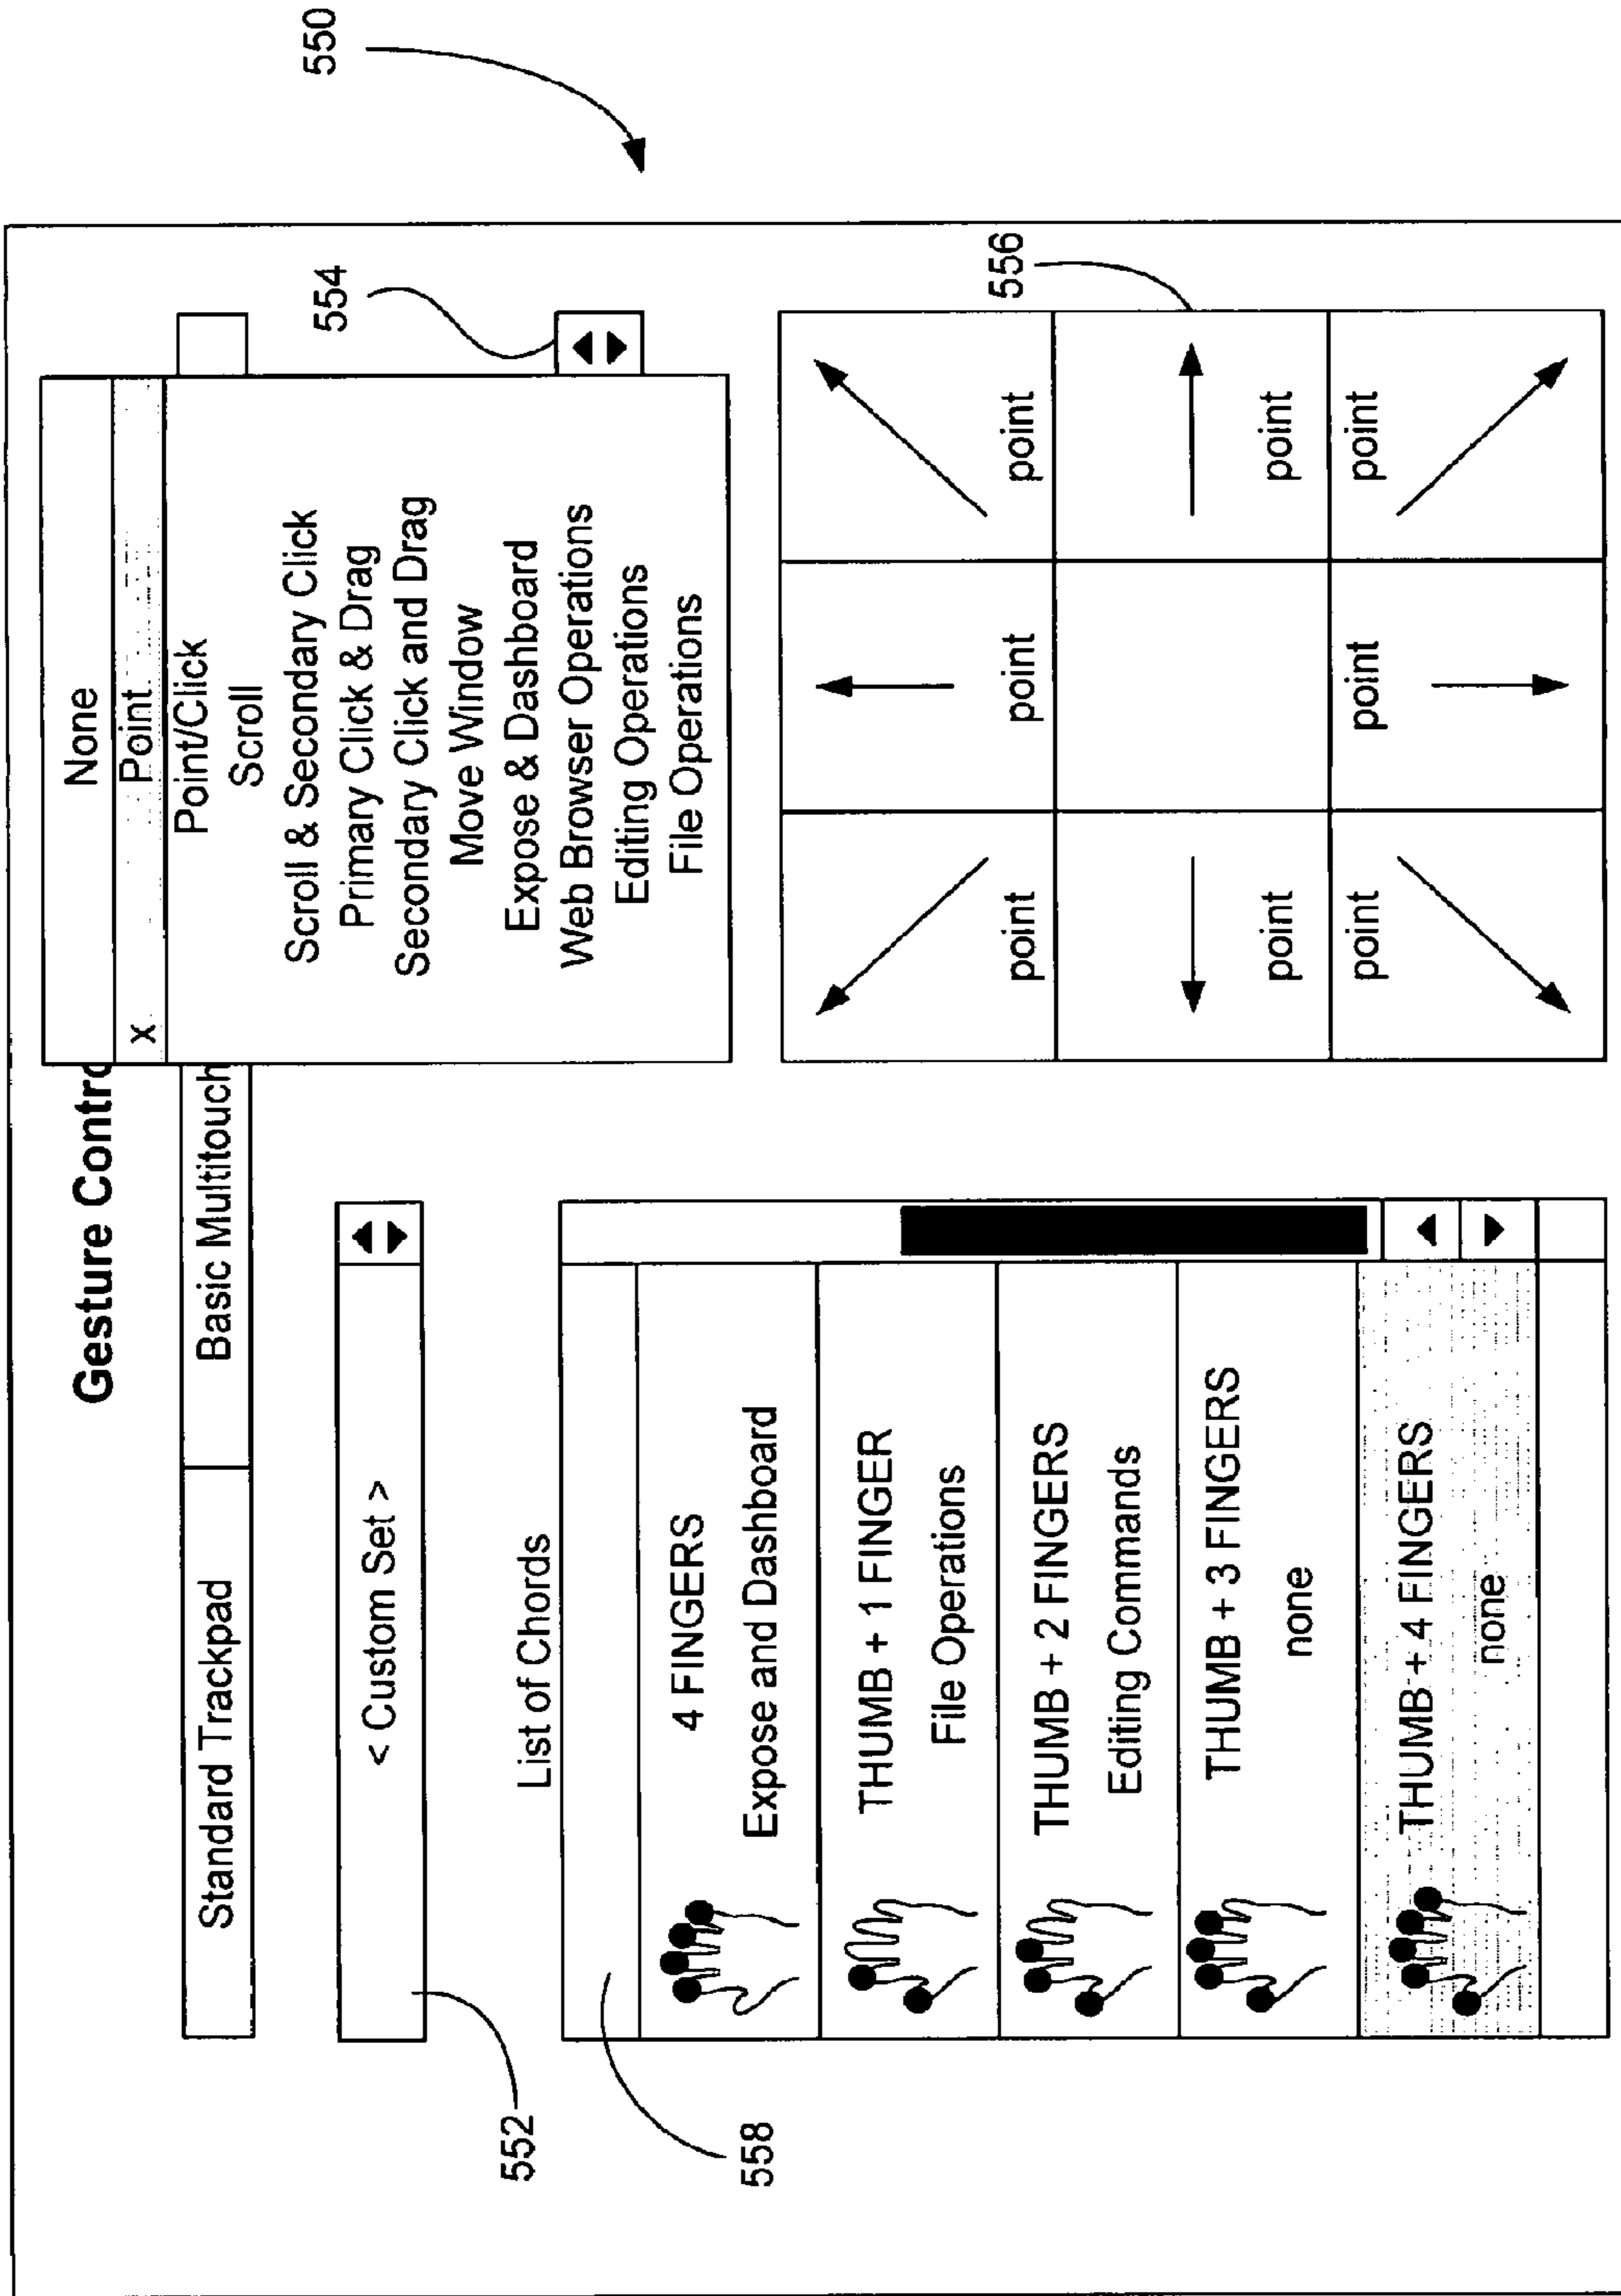 550
Gesture Contro
Standard Trackpad
Basic Multitouch
< Custom Set >
552
List of Chords
558
4 FINGERS
Expose and Dashboard
THUMB + 1 FINGER
File Operations
THUMB + 2 FINGERS
Editing Commands
THUMB + 3 FINGERS
none
THUMB + 4 FINGERS
none
None
x Point
Point/Click
Scroll
Scroll & Secondary Click
Primary Click & Drag
Secondary Click and Drag
Move Window
Expose & Dashboard
Web Browser Operations
Editing Operations
File Operations
554
556
point
point
point
point
point
point
point
point